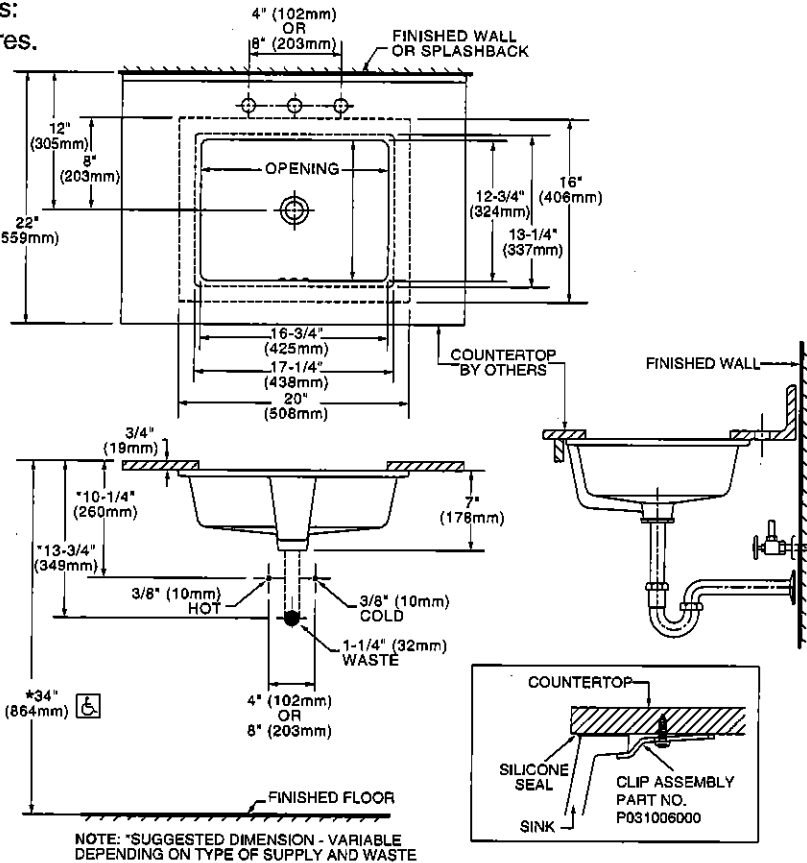 s:
res.
4" (102mm)
OR
8" (203mm)
FINISHED WALL
OR SPLASHBACK
12"
(305mm)
8"
(203mm)
OPENING
22"
559mm)
12-3/4"
(324mm)
16"
(406mm)
13-1/4"
(337mm)
16-3/4"
(425mm)
17-1/4"
(438mm)
20"
(508mm)
COUNTERTOP
BY OTHERS
FINISHED WALL
3/4"
(19mm)
*10-1/4"
(260mm)
7"
(178mm)
*13-3/4"
(349mm)
3/8" (10mm)
HOT
3/8" (10mm)
COLD
1-1/4" (32mm)
WASTE
*34"
(864mm)
4" (102mm)
OR
8" (203mm)
COUNTERTOP
SILICONE
SEAL
CLIP ASSEMBLY
PART NO.
P031006000
SINK
FINISHED FLOOR
NOTE: *SUGGESTED DIMENSION - VARIABLE
DEPENDING ON TYPE OF SUPPLY AND WASTE